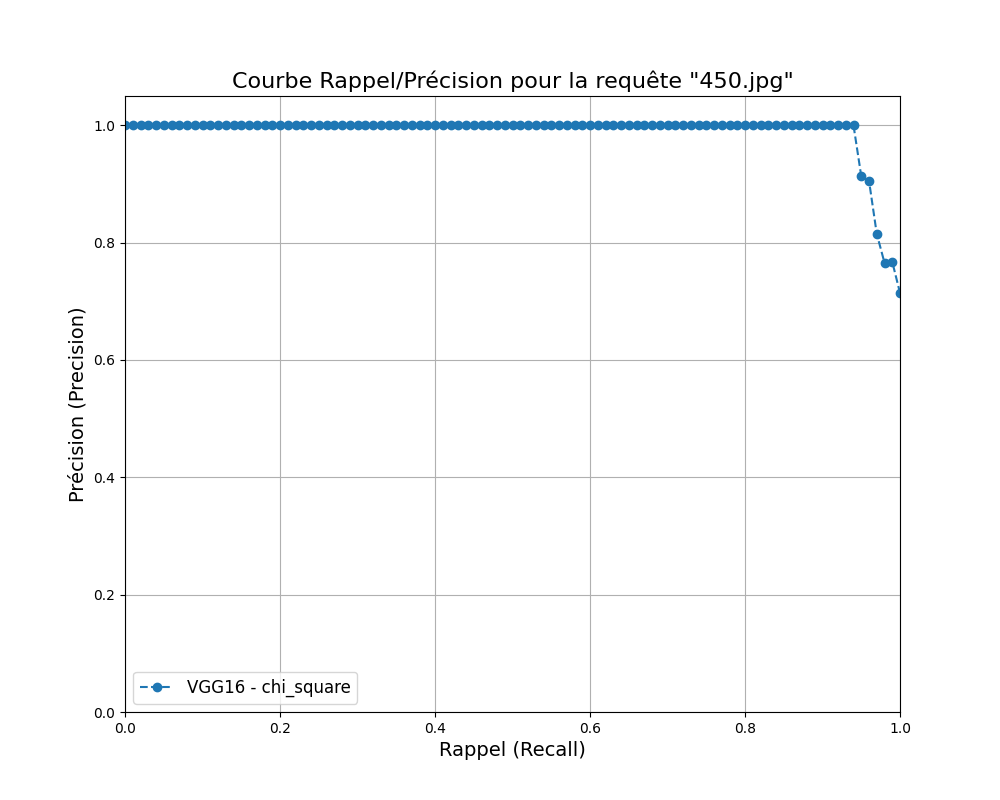 Courbe Rappel/Précision pour la requête "450.jpg"
1.0
0.8
0.6
0.4
0.2
0.0
Précision (Precision)
VGG16 - chi_square
0.0 0.2 0.4 0.6 0.8 1.0
Rappel (Recall)